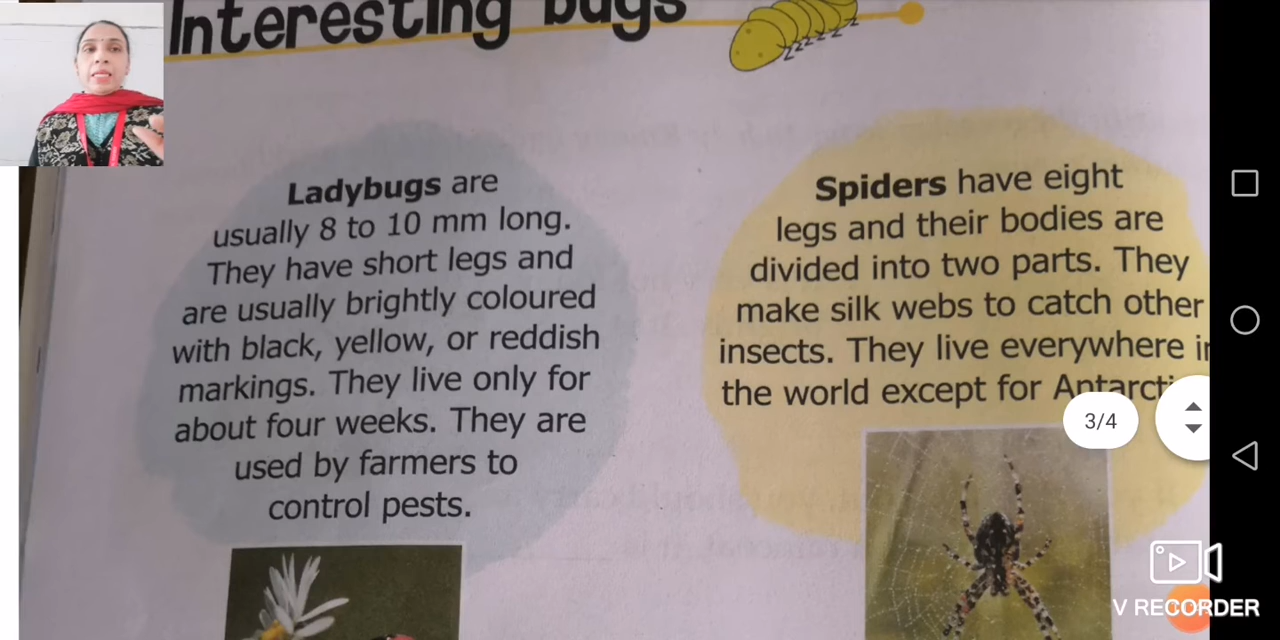 Interesting bugs
Ladybugs are
usually 8 to 10 mm long.
They have short legs and
are usually brightly coloured
with black, yellow, or reddish
markings. They live only for
about four weeks. They are
used by farmers to
control pests.
Spiders have eight
legs and their bodies are
divided into two parts. They
make silk webs to catch other
insects. They live everywhere
the world except for
3/4
V RECORDER